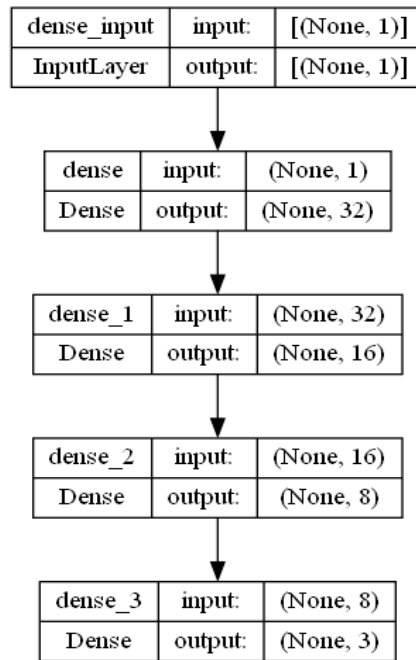 dense_input input: [(None, 1)]
InputLayer output: [(None, 1)]
dense input: (None, 1)
Dense output: (None, 32)
dense_1 input: (None, 32)
Dense output: (None, 16)
dense_2 input: (None, 16)
Dense output: (None, 8)
dense_3 input: (None, 8)
Dense output: (None, 3)